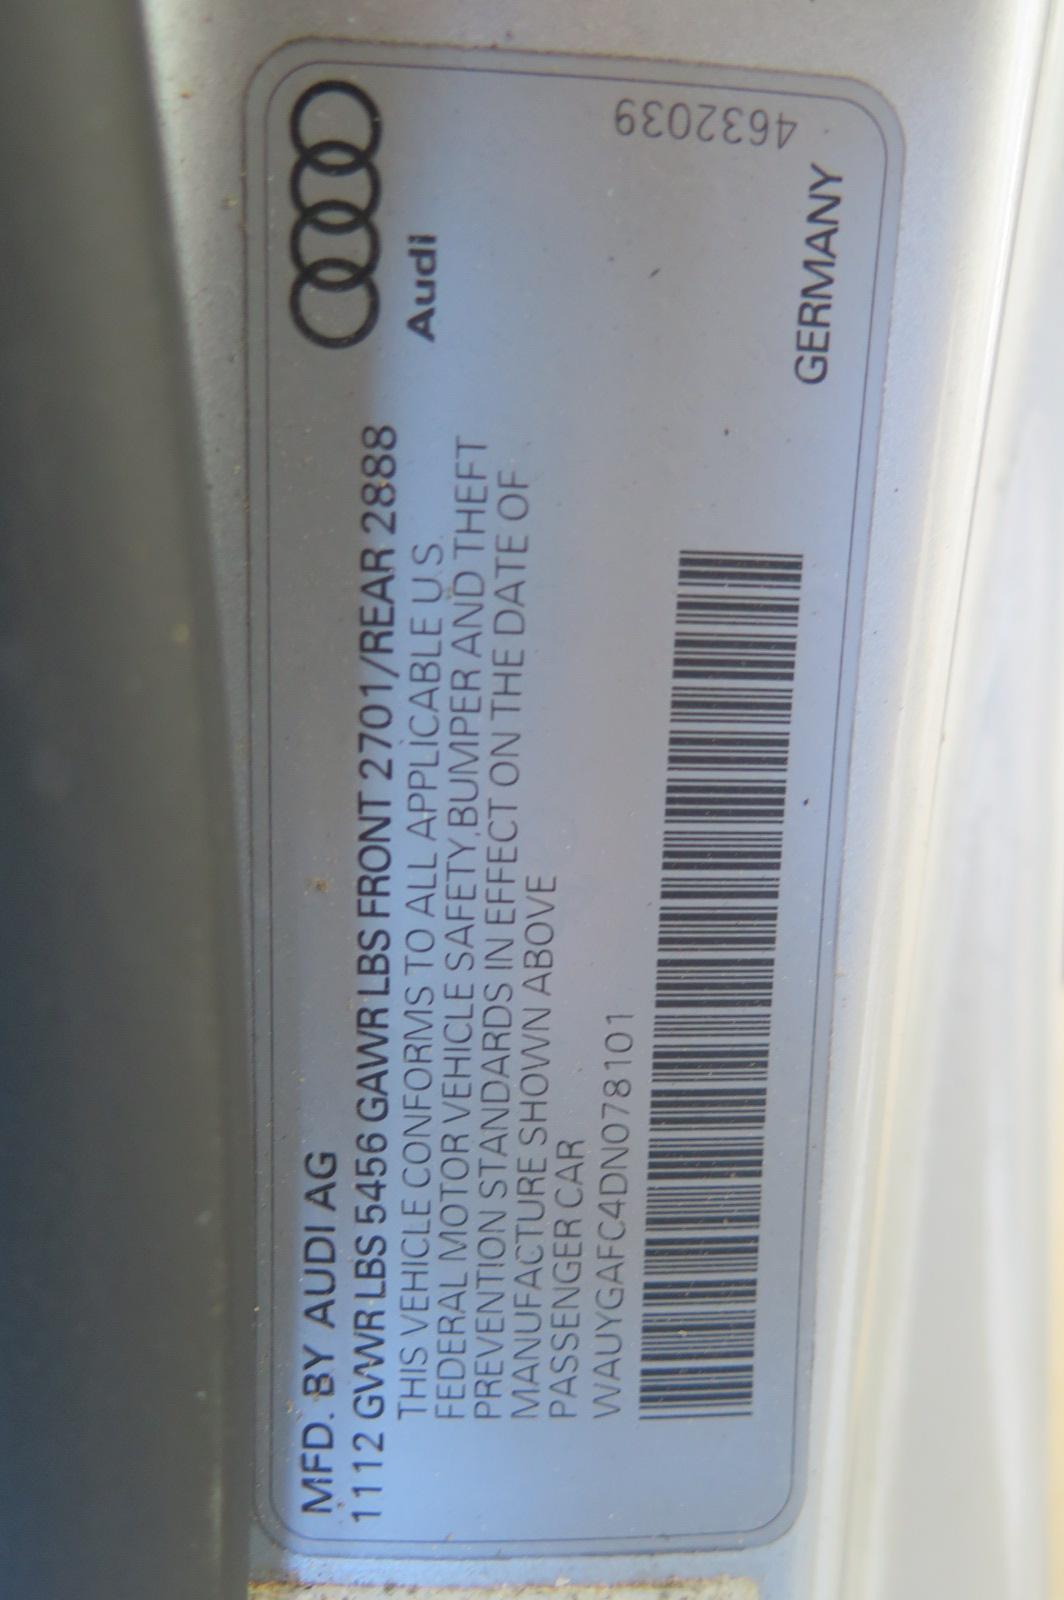 MFD. BY AUDI AG
1112 GVWR LBS 5456 GAWR LBS FRONT 2701/REAR 2888
THIS VEHICLE CONFORMS TO ALL APPLICABLE U.S.
FEDERAL MOTOR VEHICLE SAFETY, BUMPER AND THEFT
PREVENTION STANDARDS IN EFFECT ON THE DATE OF
MANUFACTURE SHOWN ABOVE
PASSENGER CAR
WAUYGAFC4DN078101
Audi
GERMANY
4632039